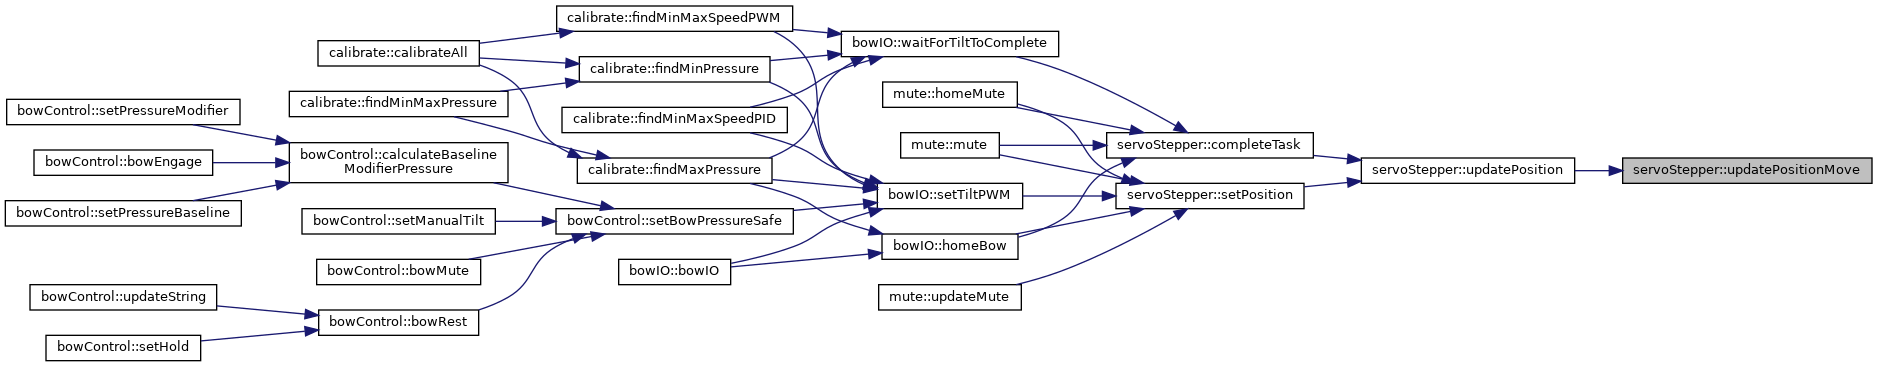 calibrate::findMinMaxSpeedPWM
bowIO::waitForTiltToComplete
calibrate::calibrateAll
calibrate::findMinPressure
mute::homeMute
calibrate::findMinMaxPressure
bowControl::setPressureModifier
calibrate::findMinMaxSpeedPID
mute::mute
servoStepper::completeTask
bowControl::calculateBaseline
ModifierPressure
bowControl::bowEngage
calibrate::findMaxPressure
servoStepper::updatePosition
servoStepper::updatePositionMove
bowIO::setTiltPWM
servoStepper::setPosition
bowControl::setPressureBaseline
bowControl::setManualTilt
bowControl::setBowPressureSafe
bowIO::homeBow
bowControl::bowMute
bowIO::bowIO
bowControl::updateString
mute::updateMute
bowControl::bowRest
bowControl::setHold